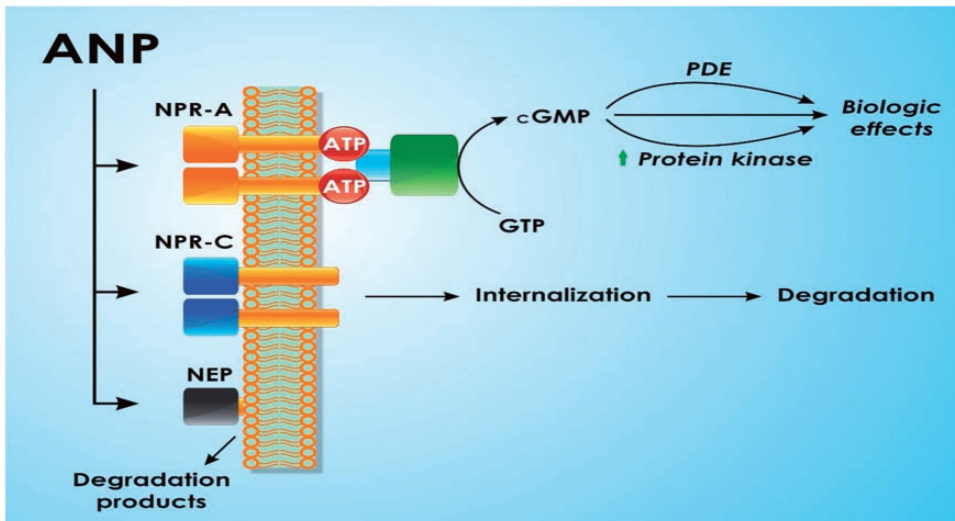 ANP
NPR-A
ATP
ATP
cGMP
GTP
PDE
Protein kinase
Biologic
effects
NPR-C
Internalization
Degradation
NEP
Degradation
products